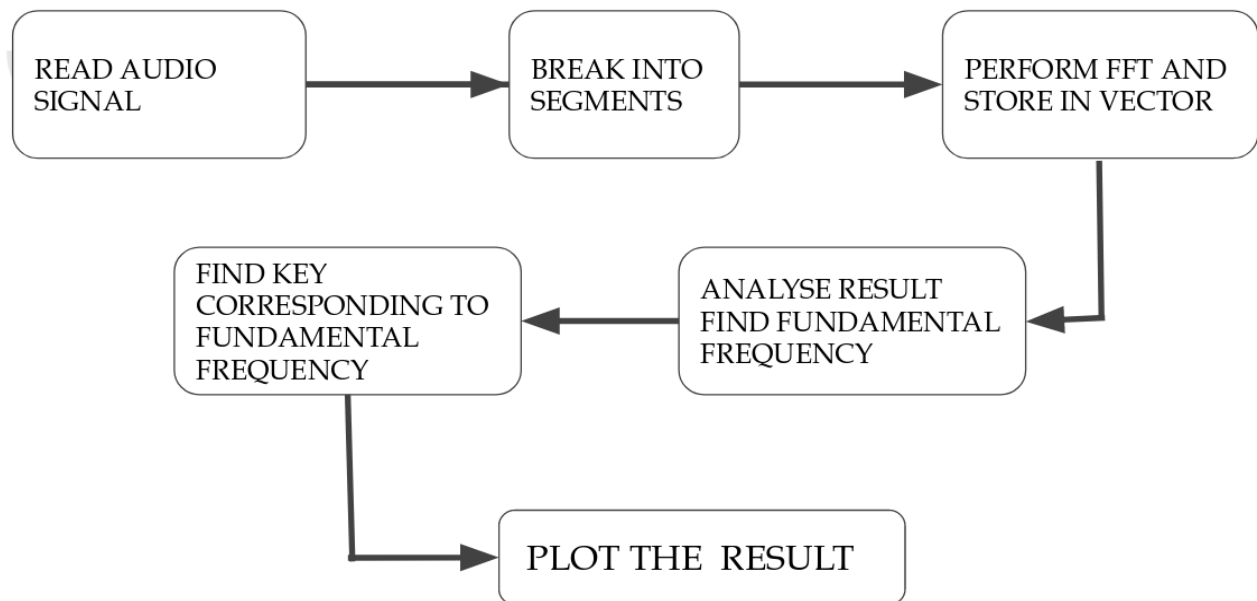 READ AUDIO
SIGNAL
BREAK INTO
SEGMENTS
PERFORM FFT AND
STORE IN VECTOR
ANALYSE RESULT
FIND FUNDAMENTAL
FREQUENCY
FIND KEY
CORRESPONDING TO
FUNDAMENTAL
FREQUENCY
PLOT THE  RESULT